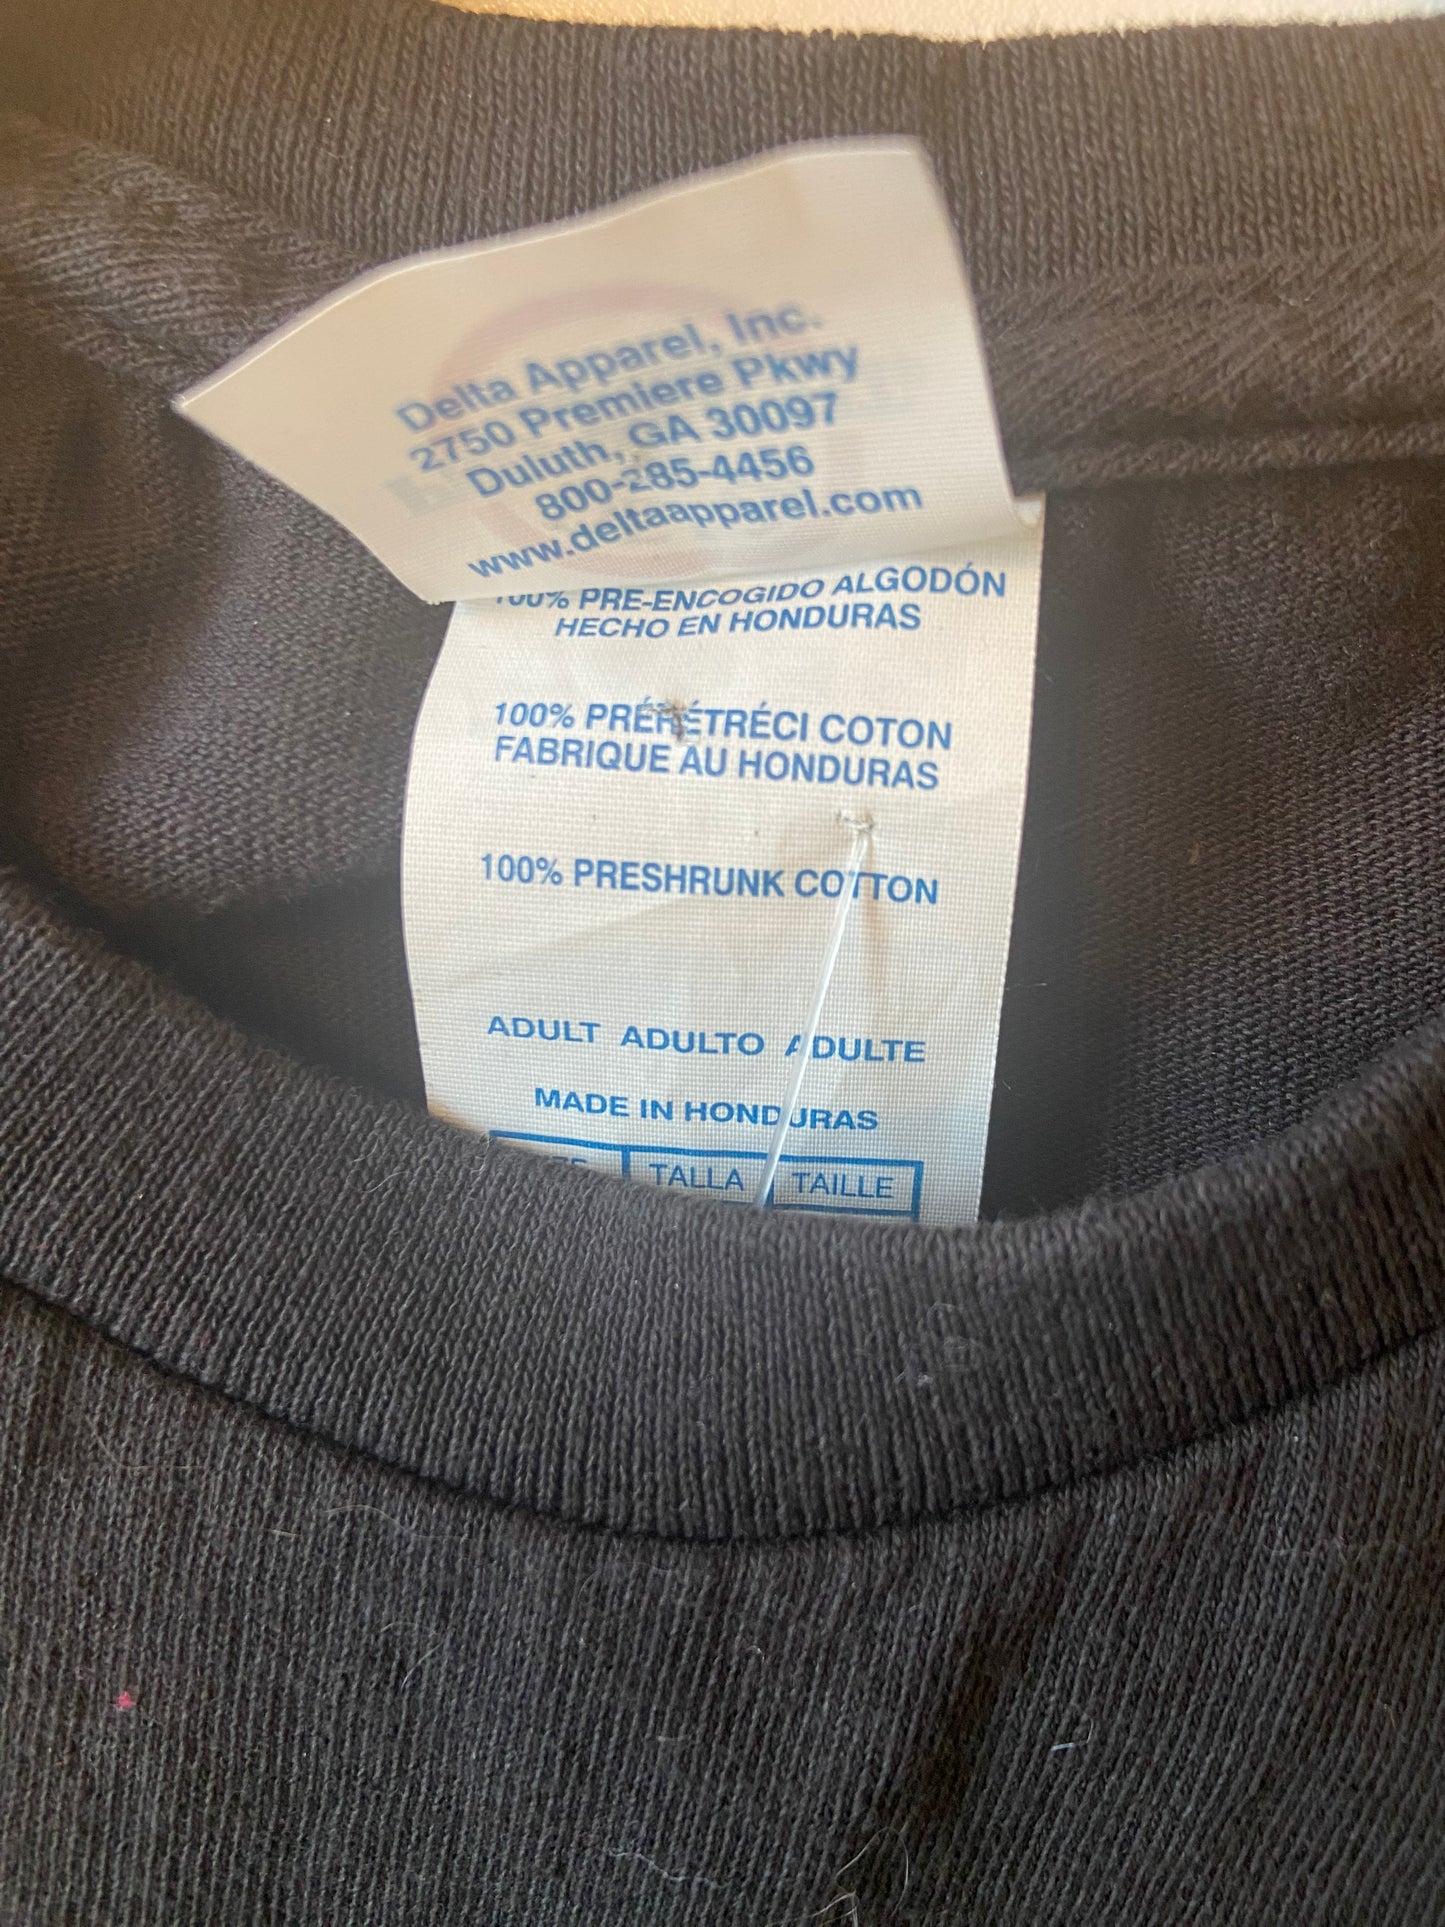 Delta Apparel, Inc.
2750 Premiere Pkwy
Duluth, GA 30097
800-285-4456
www.deltaapparel.com
100% PRE-ENCOGIDO ALGODÓN
HECHO EN HONDURAS
100% PRÉRÉTRÉCI COTON
FABRIQUE AU HONDURAS
100% PRESHRUNK COTTON
ADULT ADULTO ADULTE
MADE IN HONDURAS
TALLA TAILLE